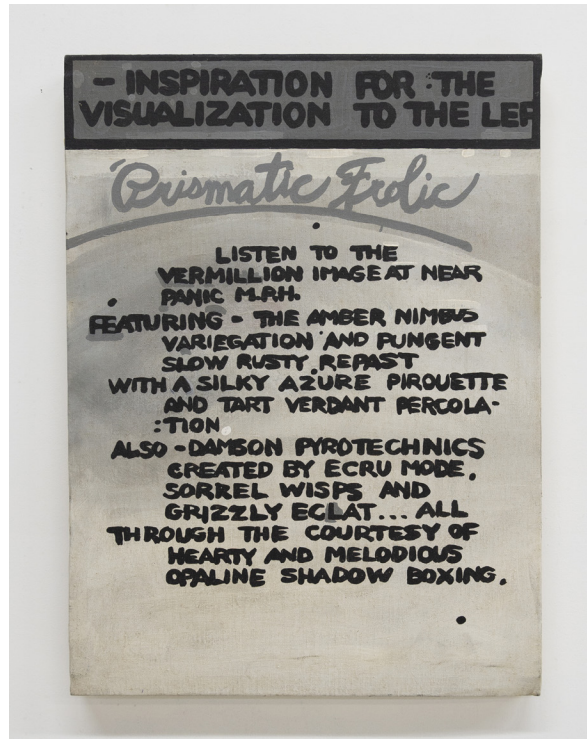 - INSPIRATION FOR THE
VISUALIZATION TO THE LEF
Prismatic Frolic
LISTEN TO THE
VERMILLION IMAGE AT NEAR
PANIC M.P.H.
FEATURING - THE AMBER NIMBUS
VARIEGATION AND PUNGENT
SLOW RUSTY REPAST
WITH A SILKY AZURE PIROUETTE
AND TART VERDANT PERCOLA-
TION
ALSO - DAMSON PYROTECHNICS
CREATED BY ECRU MODE,
SORREL WISPS AND
GRIZZLY ECLAT... ALL
THROUGH THE COURTESY OF
HEARTY AND MELODIOUS
OPALINE SHADOW BOXING.